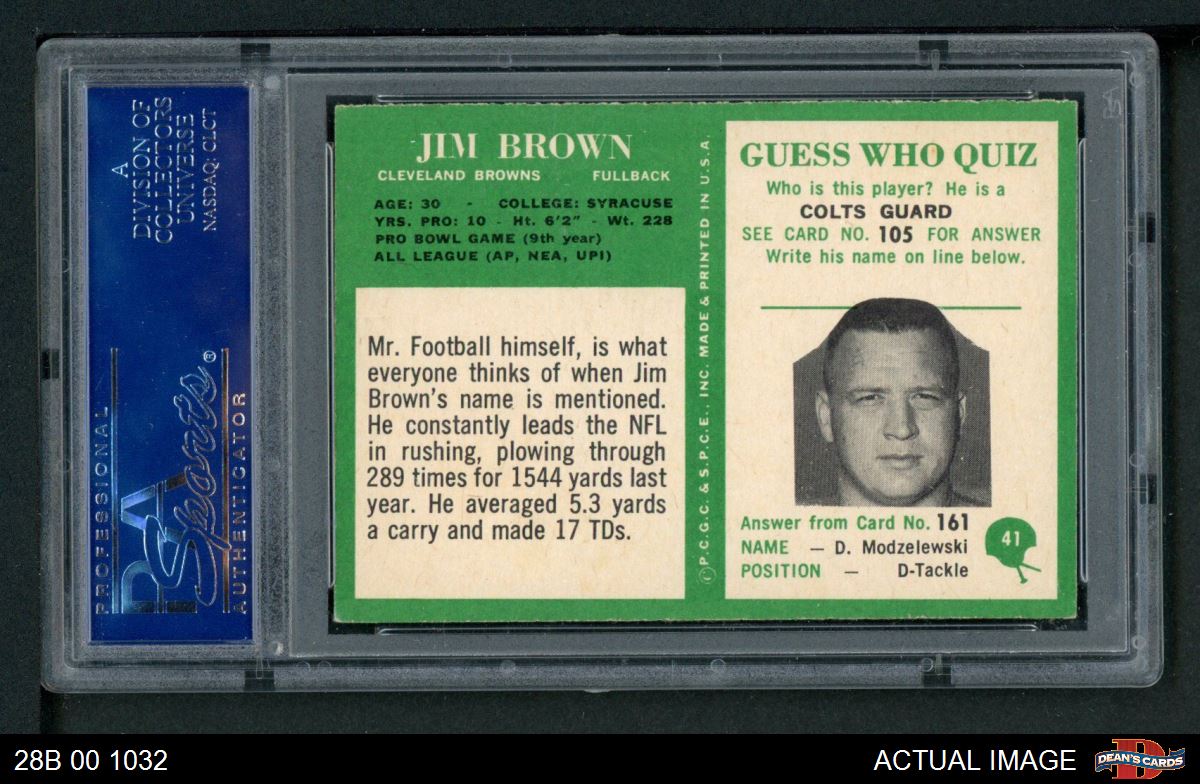 A
DIVISION OF
COLLECTORS
UNIVERSE
NASDAQ: CLCT
PROFESSIONAL
PSA
Sports®
AUTHENTICATOR
JIM BROWN
CLEVELAND BROWNS FULLBACK
AGE: 30 - COLLEGE: SYRACUSE
YRS. PRO: 10 - Ht. 6'2" - Wt. 228
PRO BOWL GAME (9th year)
ALL LEAGUE (AP, NEA, UPI)
Mr. Football himself, is what
everyone thinks of when Jim
Brown's name is mentioned.
He constantly leads the NFL
in rushing, plowing through
289 times for 1544 yards last
year. He averaged 5.3 yards
a carry and made 17 TDs.
©P.C.G.C. & S.P.C.E., INC. MADE & PRINTED IN U.S.A.
GUESS WHO QUIZ
Who is this player? He is a
COLTS GUARD
SEE CARD NO. 105 FOR ANSWER
Write his name on line below.
Answer from Card No. 161
NAME — D. Modzelewski
POSITION — D-Tackle
41
28B 00 1032
ACTUAL IMAGE
D
DEAN'S CARDS